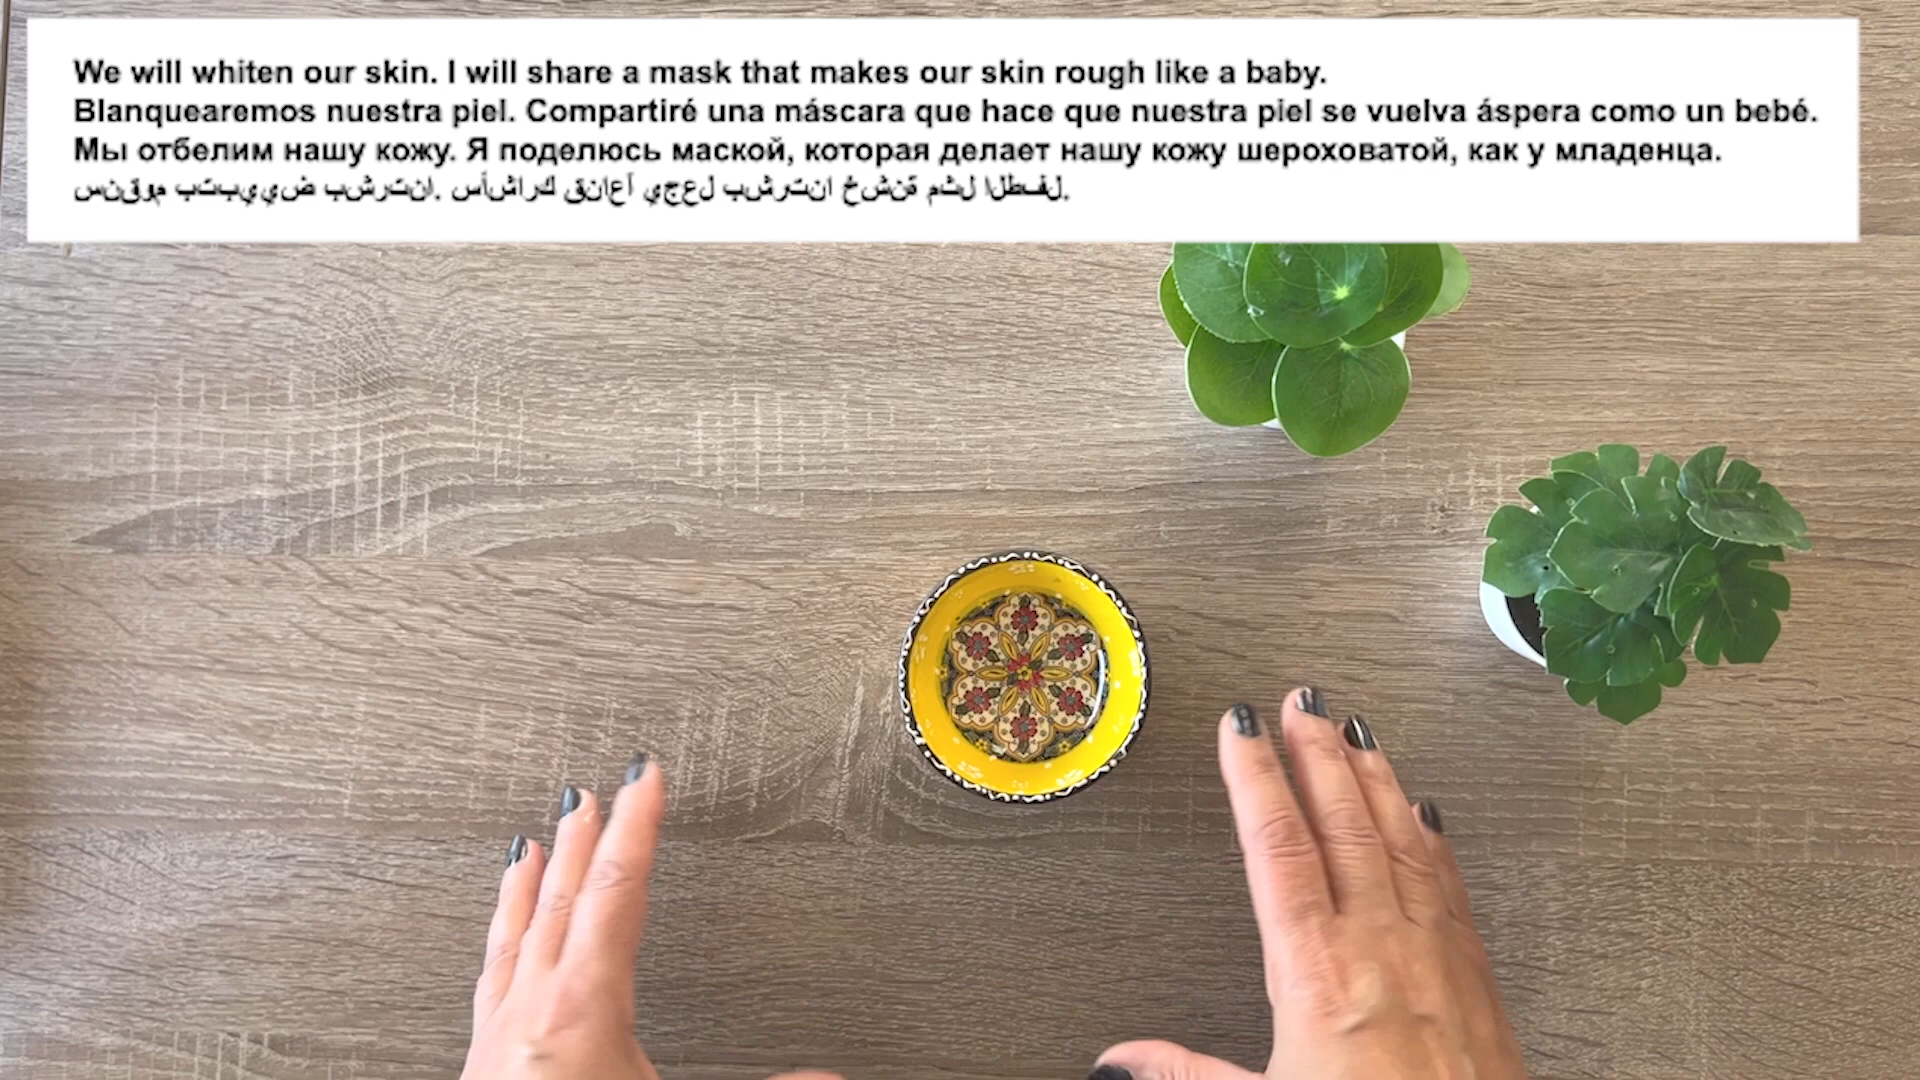 We will whiten our skin. I will share a mask that makes our skin rough like a baby.
Blanquearemos nuestra piel. Compartiré una máscara que hace que nuestra piel se vuelva áspera como un bebé.
Мы отбелим нашу кожу. Я поделюсь маской, которая делает нашу кожу шероховатой, как у младенца.
سنقوم بتبييض بشرتنا. سأشارك قناعًا يجعل بشرتنا خشنة مثل الطفل.